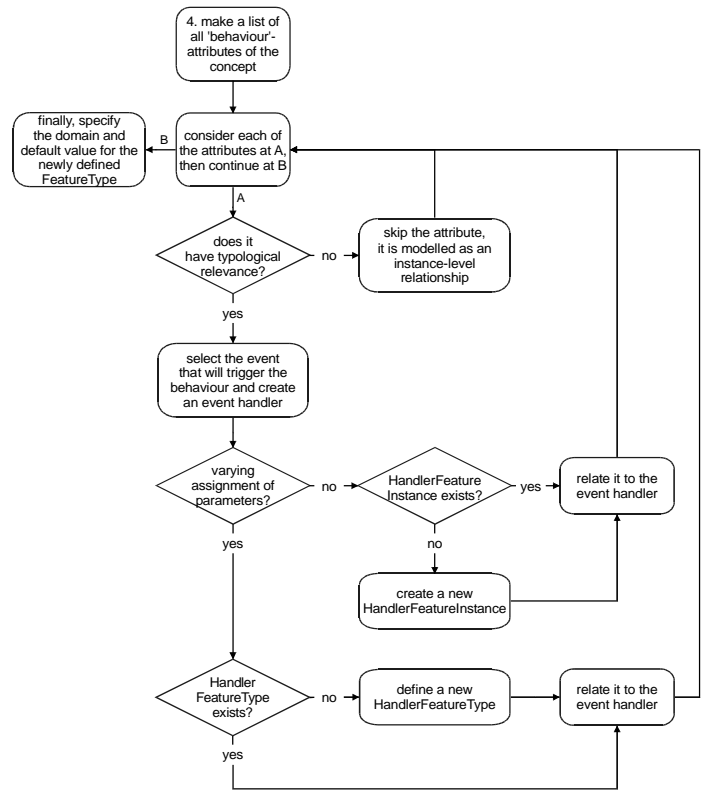 4. make a list of
all 'behaviour'-
attributes of the
concept
finally, specify
the domain and
default value for the
newly defined
FeatureType
B
consider each of
the attributes at A,
then continue at B
A
does it
have typological
relevance?
no
skip the attribute,
it is modelled as an
instance-level
relationship
yes
select the event
that will trigger the
behaviour and create
an event handler
varying
assignment of
parameters?
no
HandlerFeature
Instance exists?
yes
relate it to the
event handler
yes
no
create a new
HandlerFeatureInstance
Handler
FeatureType
exists?
no
define a new
HandlerFeatureType
relate it to the
event handler
yes